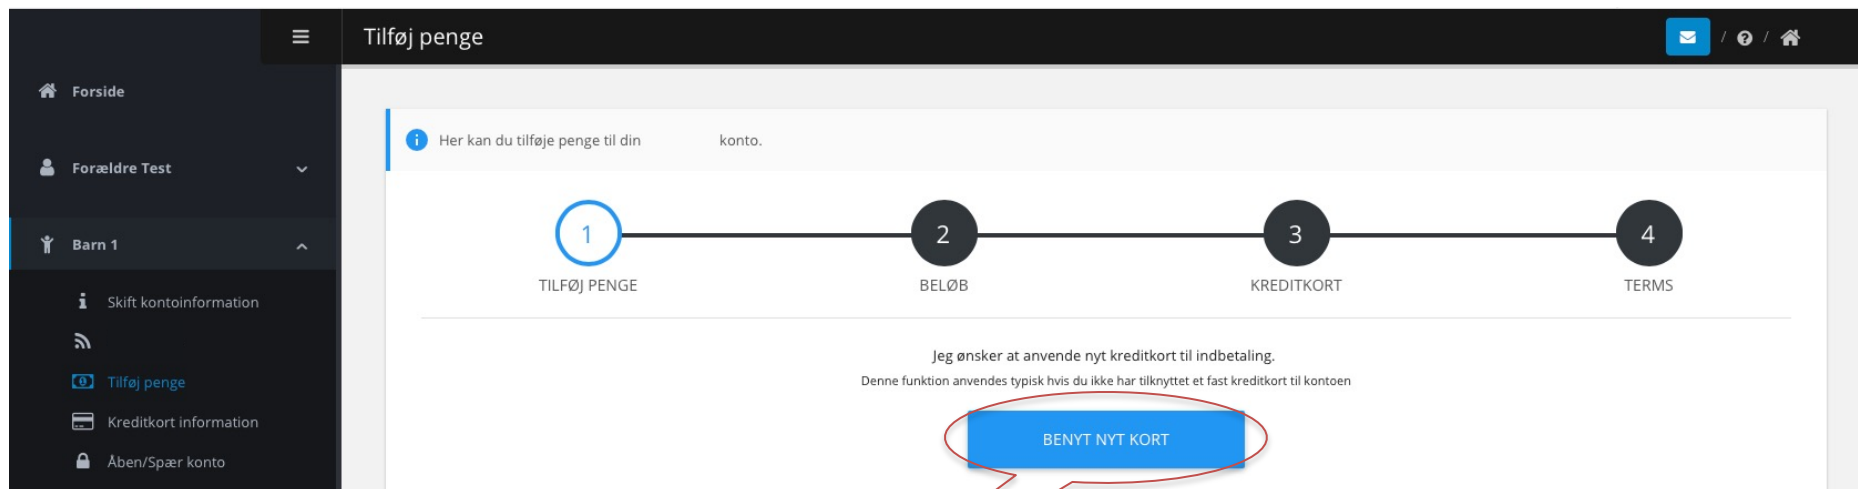 Tilføj penge
Forside
Forældre Test
Barn 1
Skift kontoinformation
Tilføj penge
Kreditkort information
Åben/Spær konto
Her kan du tilføje penge til din konto.
1 2 3 4
TILFØJ PENGE BELØB KREDITKORT TERMS
Jeg ønsker at anvende nyt kreditkort til indbetaling.
Denne funktion anvendes typisk hvis du ikke har tilknyttet et fast kreditkort til kontoen
BENYT NYT KORT